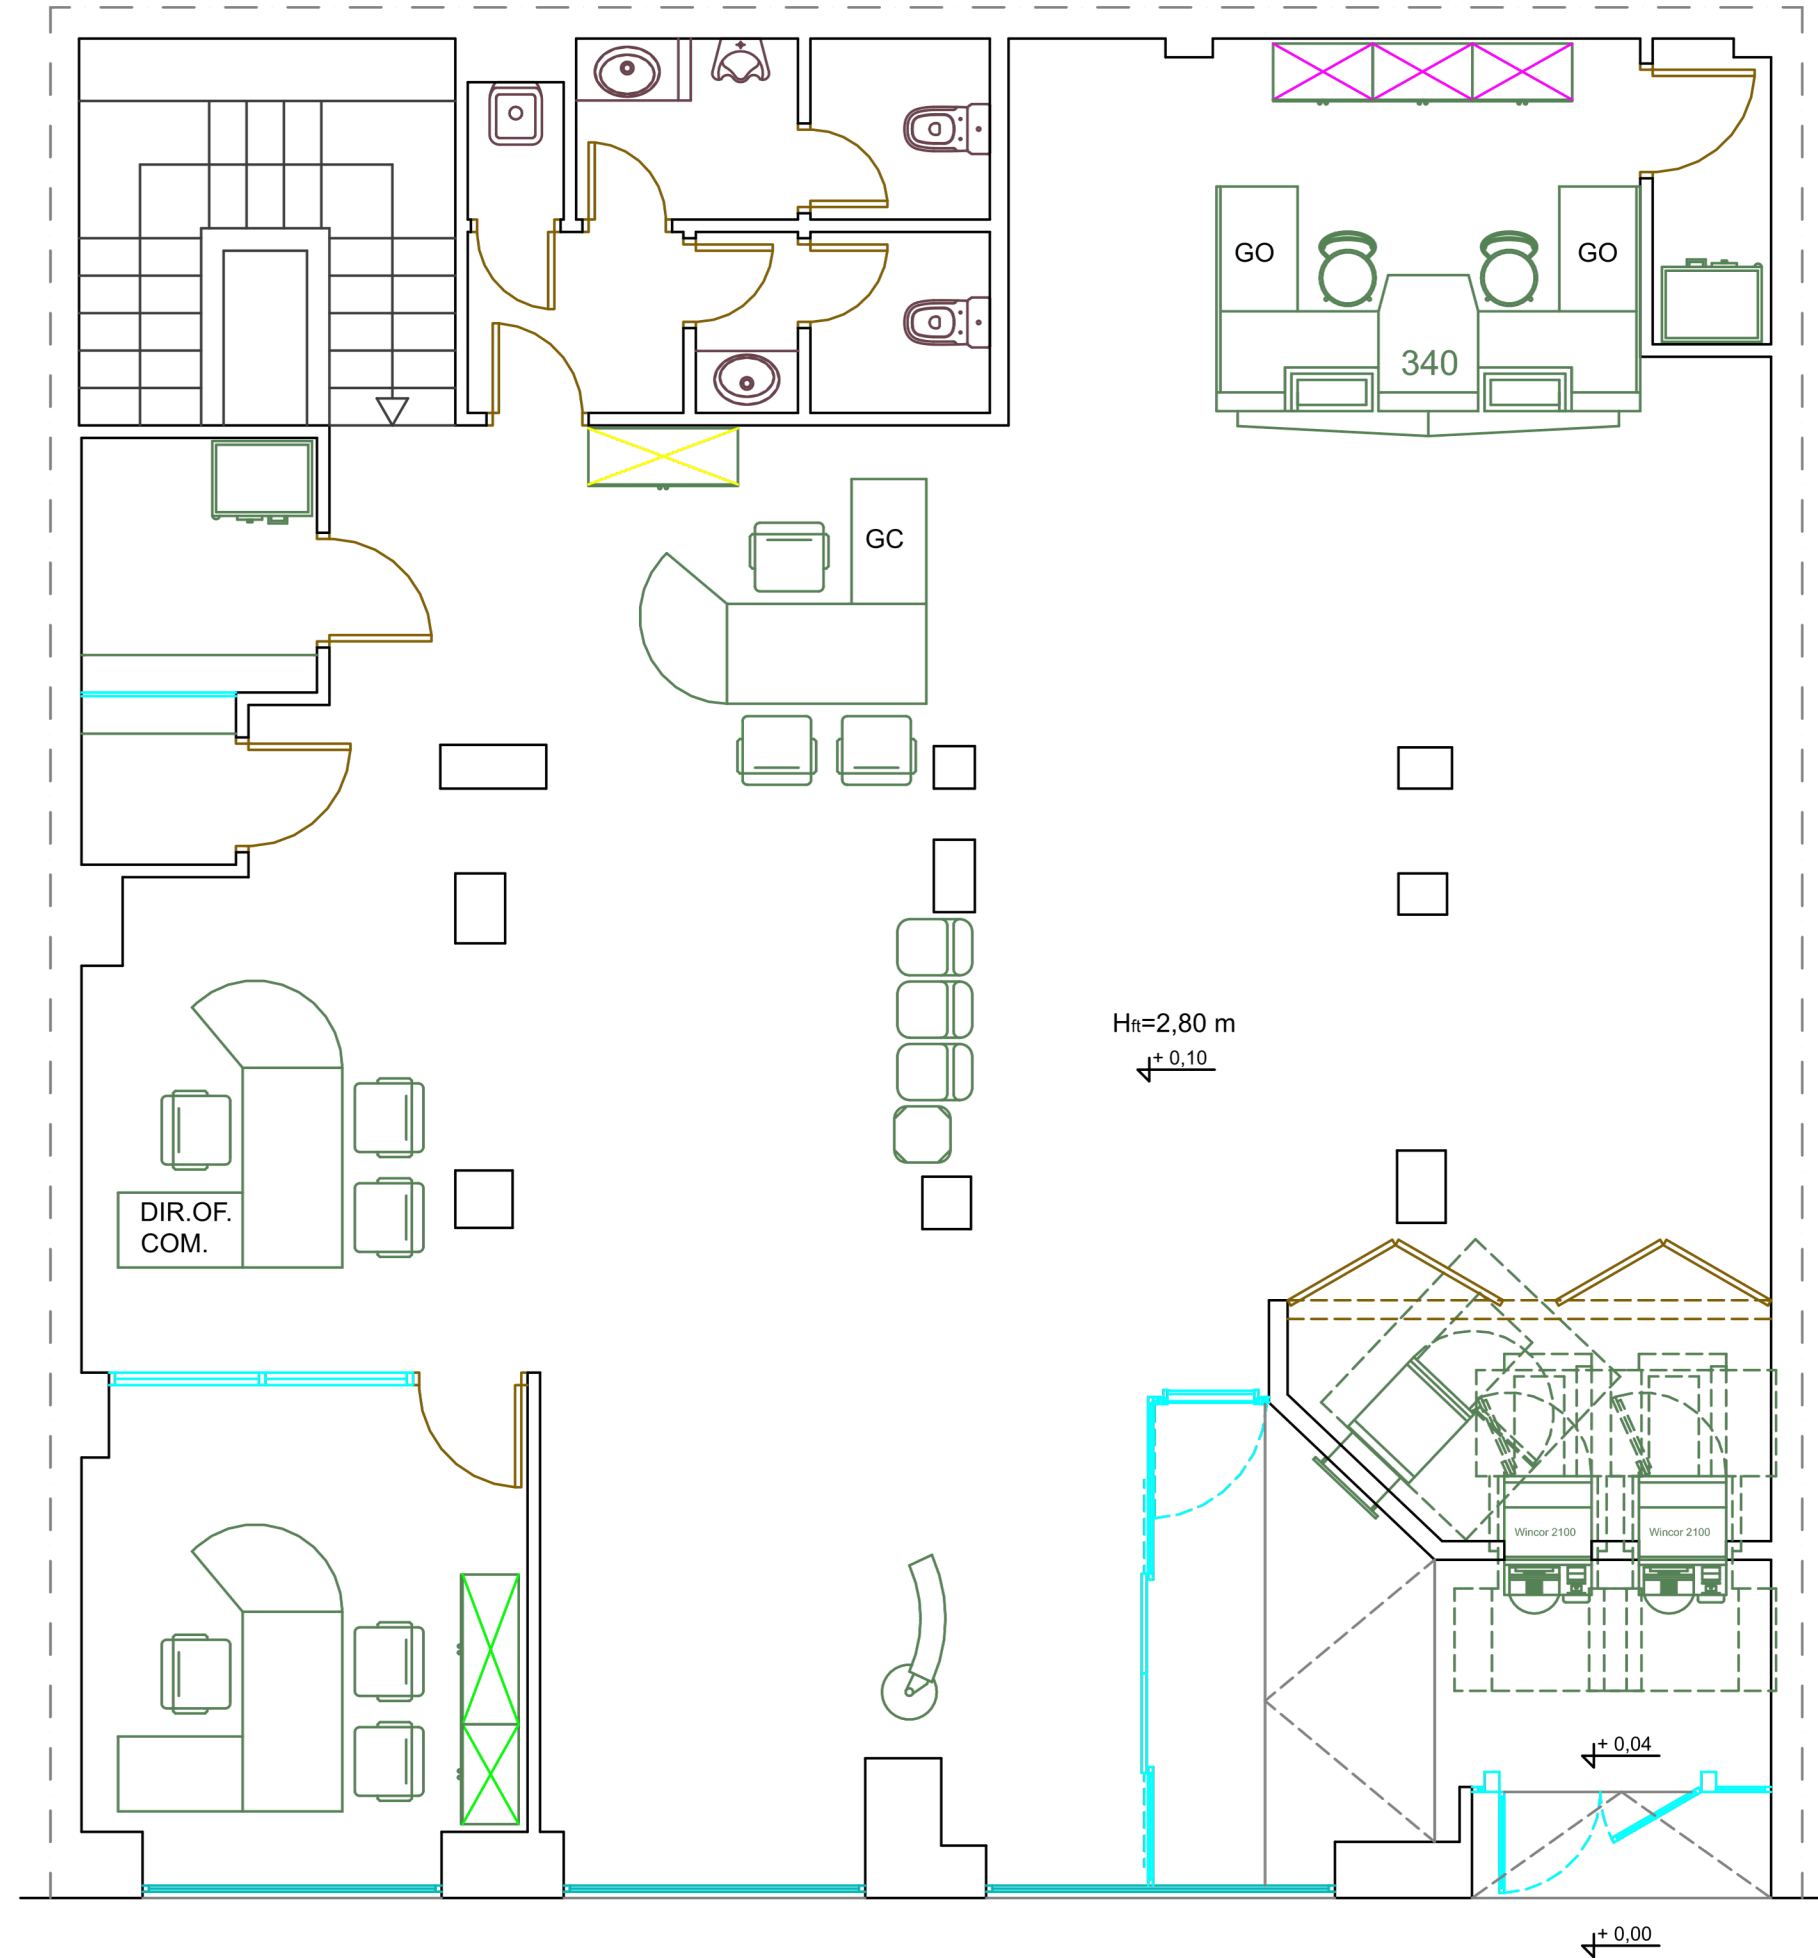 GO
GO
340
GC
Hft=2,80 m
+ 0,10
DIR.OF.
COM.
Wincor 2100
Wincor 2100
+ 0,04
+ 0,00